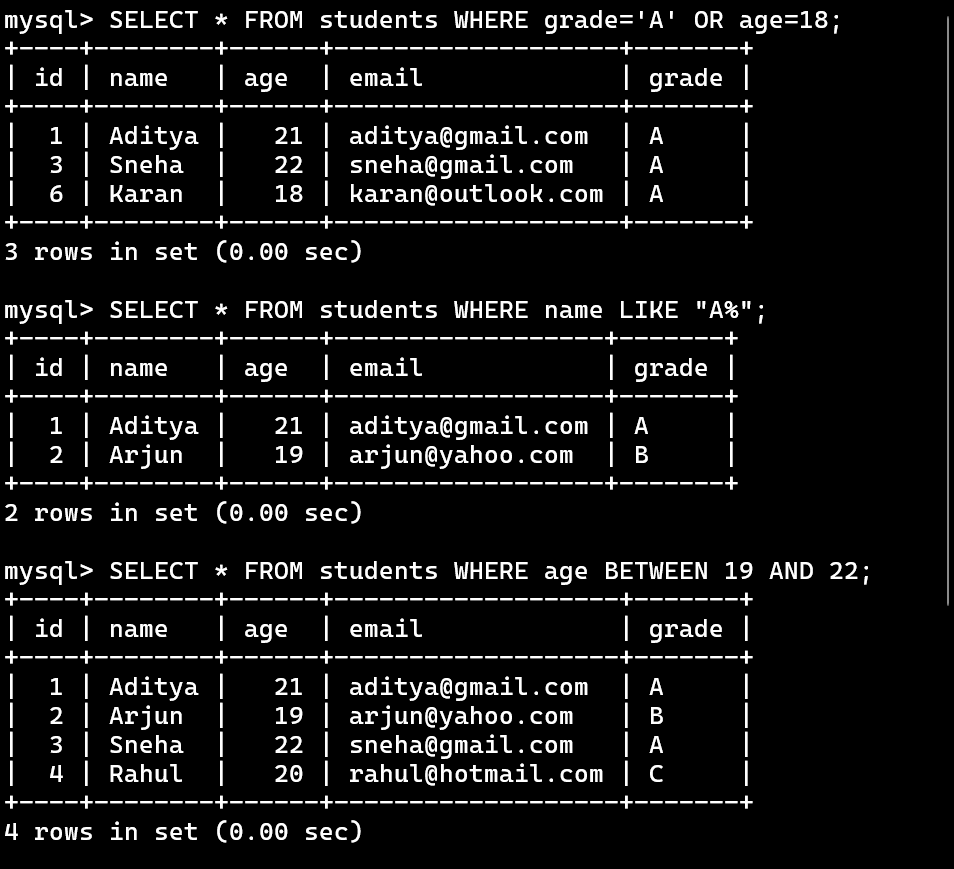 mysql> SELECT * FROM students WHERE grade='A' OR age=18;
+----+--------+------+-------------------+-------+
| id | name   | age  | email             | grade |
+----+--------+------+-------------------+-------+
|  1 | Aditya |   21 | aditya@gmail.com  | A     |
|  3 | Sneha  |   22 | sneha@gmail.com   | A     |
|  6 | Karan  |   18 | karan@outlook.com | A     |
+----+--------+------+-------------------+-------+
3 rows in set (0.00 sec)

mysql> SELECT * FROM students WHERE name LIKE "A%";
+----+--------+------+------------------+-------+
| id | name   | age  | email            | grade |
+----+--------+------+------------------+-------+
|  1 | Aditya |   21 | aditya@gmail.com | A     |
|  2 | Arjun  |   19 | arjun@yahoo.com  | B     |
+----+--------+------+------------------+-------+
2 rows in set (0.00 sec)

mysql> SELECT * FROM students WHERE age BETWEEN 19 AND 22;
+----+--------+------+-------------------+-------+
| id | name   | age  | email             | grade |
+----+--------+------+-------------------+-------+
|  1 | Aditya |   21 | aditya@gmail.com  | A     |
|  2 | Arjun  |   19 | arjun@yahoo.com   | B     |
|  3 | Sneha  |   22 | sneha@gmail.com   | A     |
|  4 | Rahul  |   20 | rahul@hotmail.com | C     |
+----+--------+------+-------------------+-------+
4 rows in set (0.00 sec)